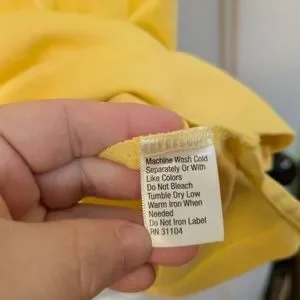 Machine Wash Cold
Separately Or With
Like Colors
Do Not Bleach
Tumble Dry Low
Warm Iron When
Needed
Do Not Iron Label
RN 31104